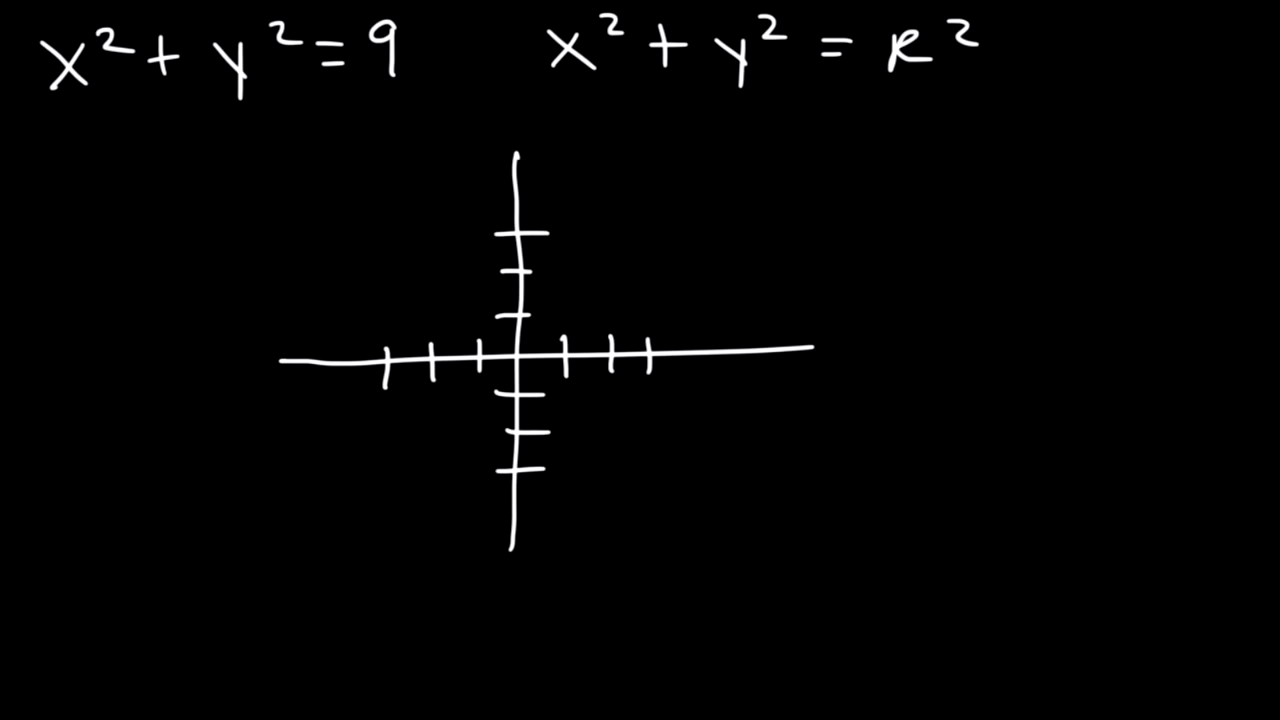 x² + y² = 9 x² + y² = R²